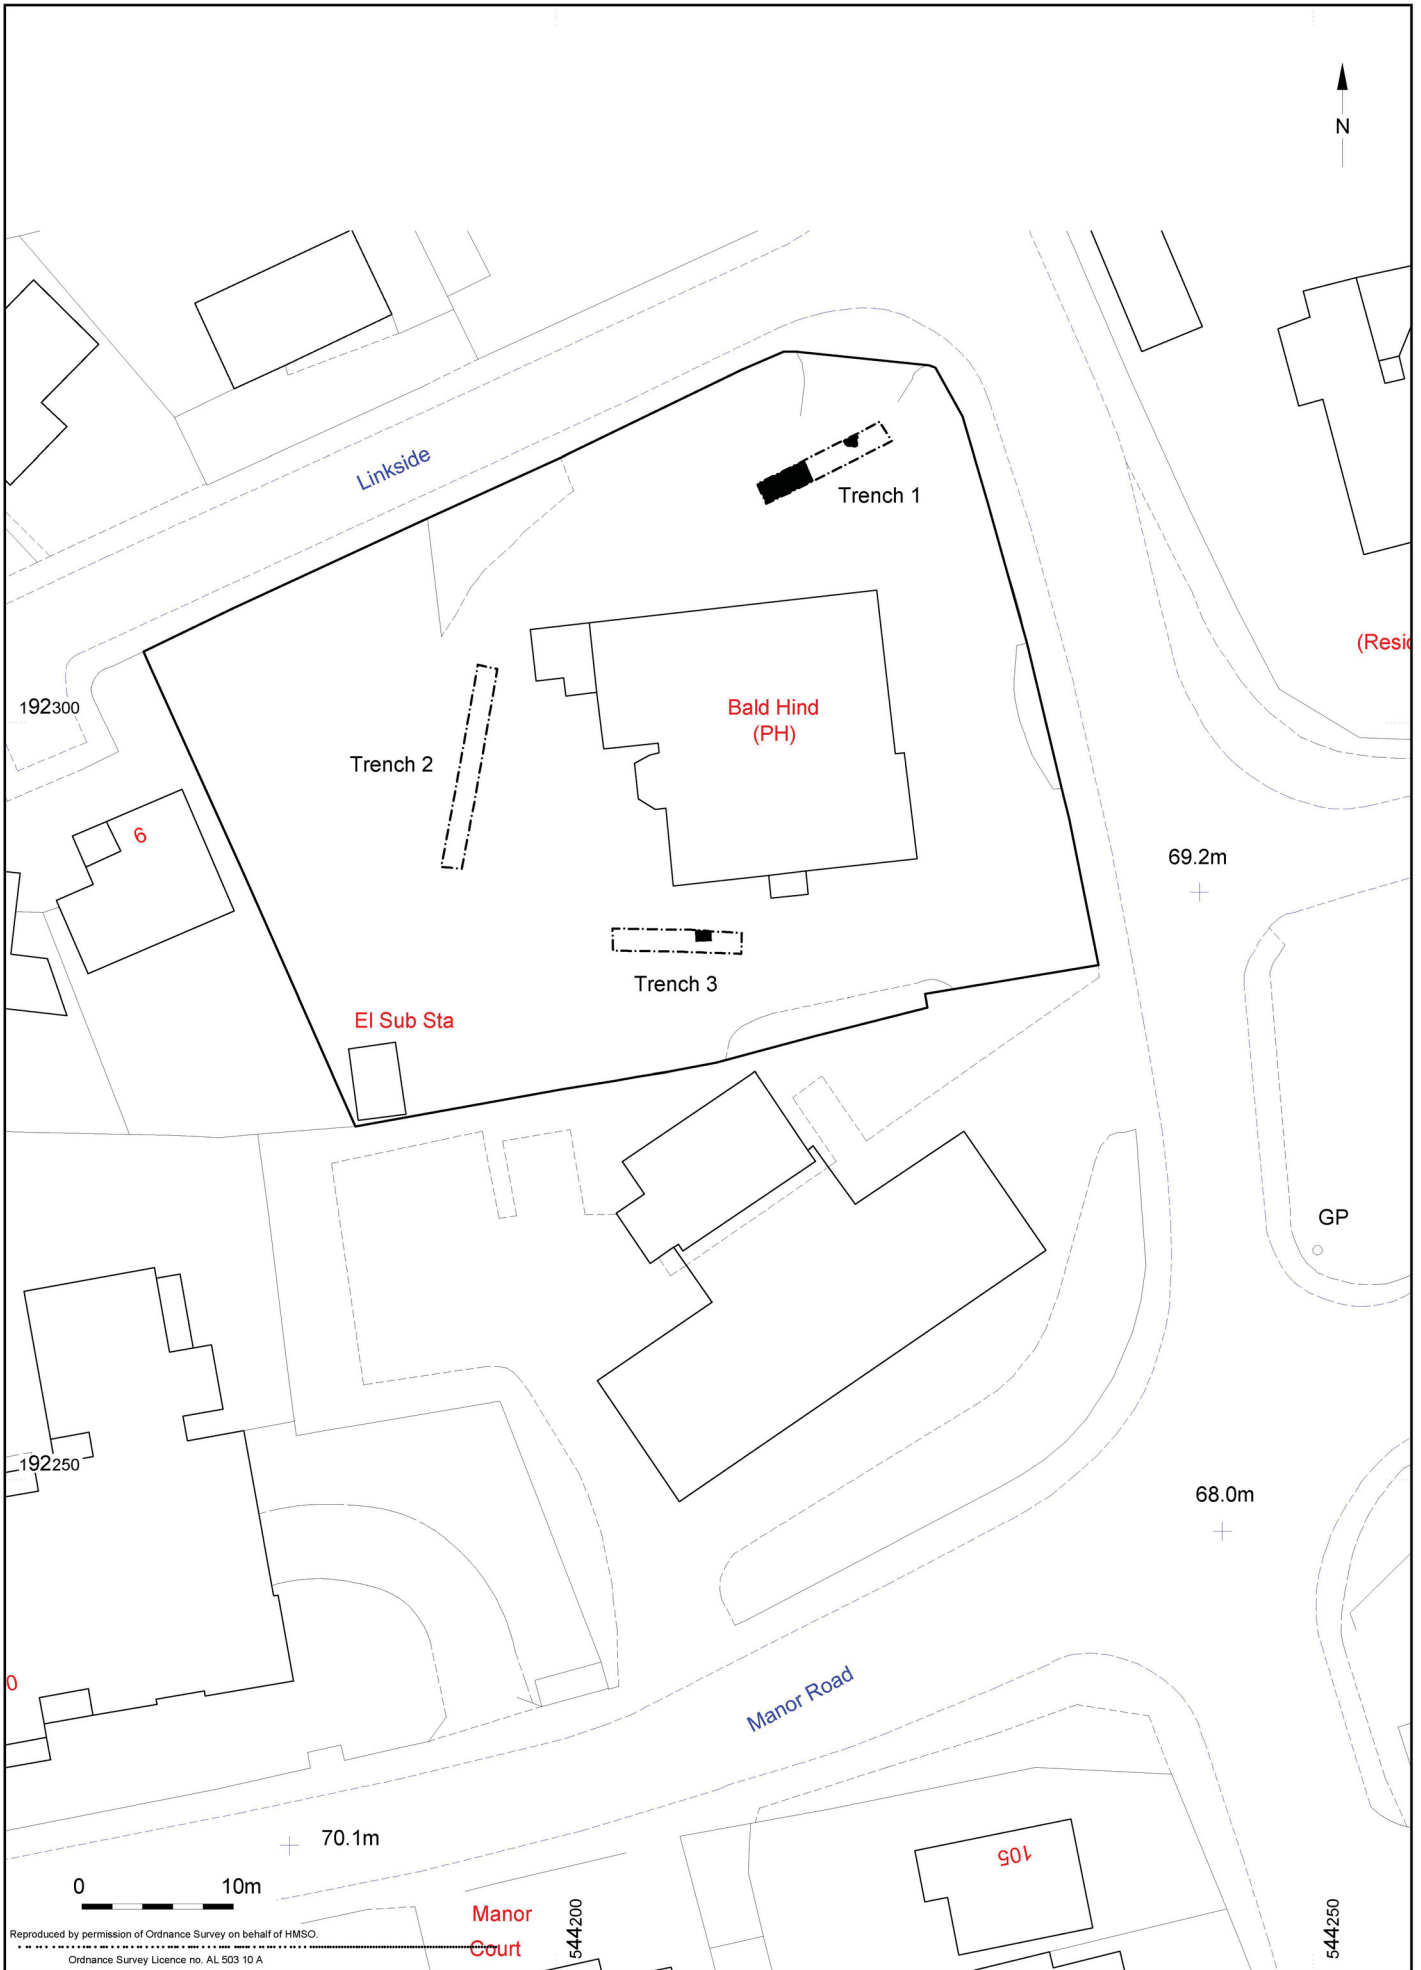 N
Linkside
Trench 1
(Resid
192300
Bald Hind
(PH)
Trench 2
6
69.2m
Trench 3
El Sub Sta
GP
192250
68.0m
0
Manor Road
70.1m
105
0 10m
Manor
Court
544200
544250
Reproduced by permission of Ordnance Survey on behalf of HMSO.
Ordnance Survey Licence no. AL 503 10 A